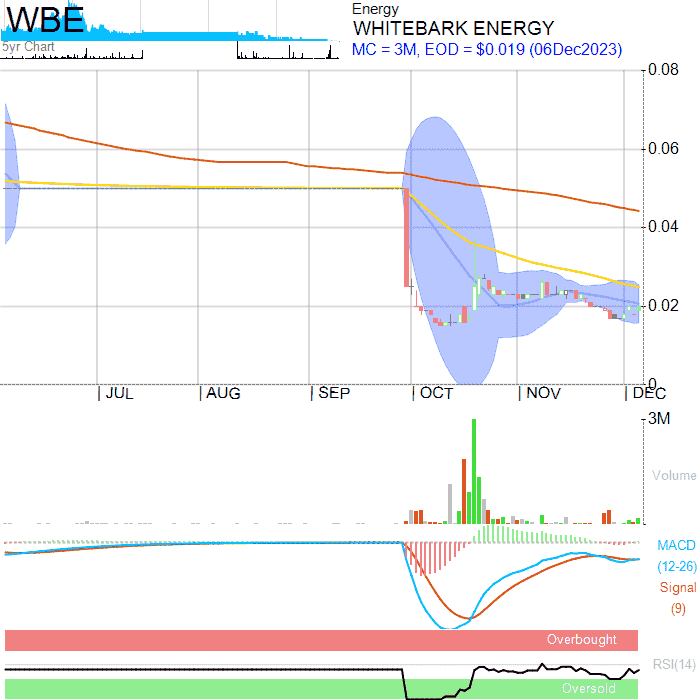 WBE
5yr Chart
Energy
WHITEBARK ENERGY
MC = 3M, EOD = $0.019 (06Dec2023)
0.08
0.06
0.04
0.02
0
JUL AUG SEP OCT NOV DEC
3M
Volume
MACD
(12-26)
Signal
(9)
Overbought
RSI(14)
Oversold